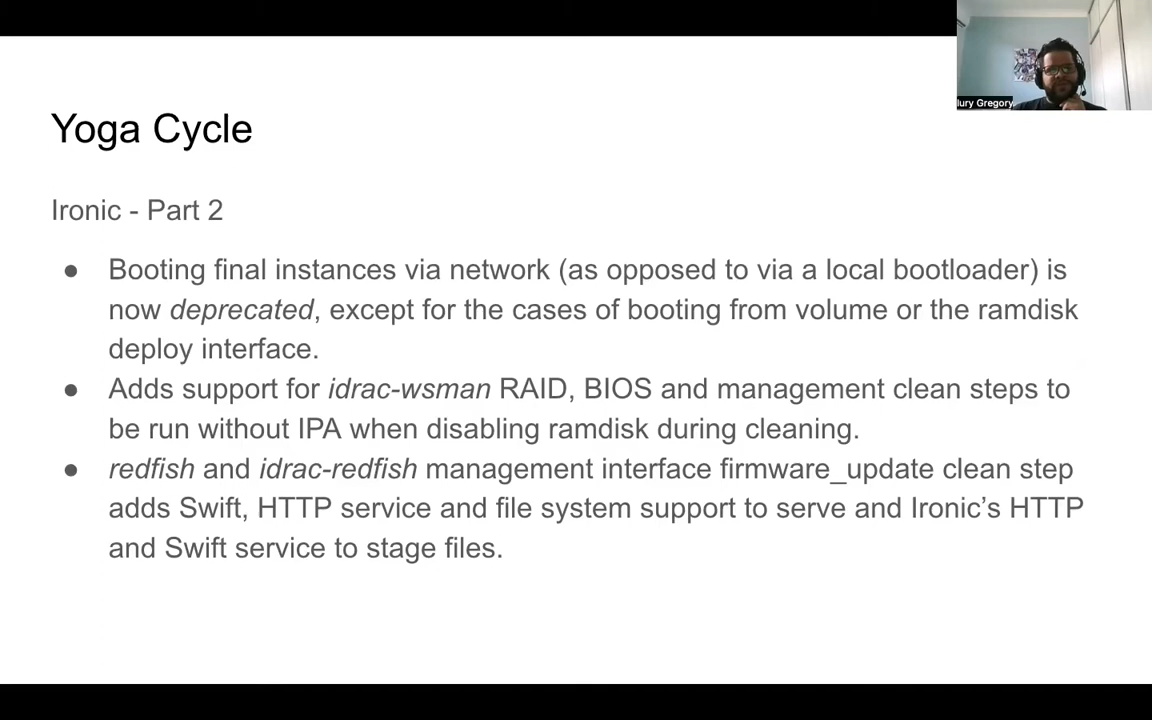 Iury Gregory
Yoga Cycle
Ironic - Part 2
● Booting final instances via network (as opposed to via a local bootloader) is
now deprecated, except for the cases of booting from volume or the ramdisk
deploy interface.
● Adds support for idrac-wsman RAID, BIOS and management clean steps to
be run without IPA when disabling ramdisk during cleaning.
● redfish and idrac-redfish management interface firmware_update clean step
adds Swift, HTTP service and file system support to serve and Ironic’s HTTP
and Swift service to stage files.